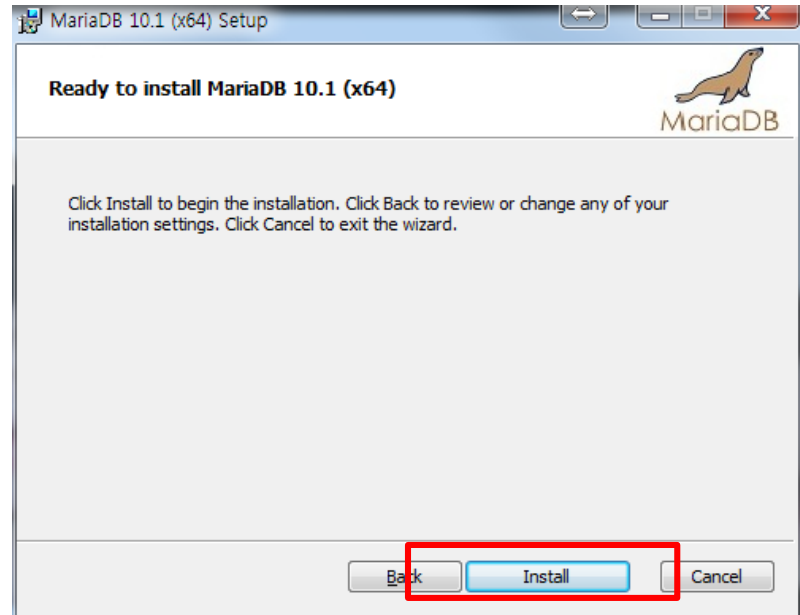 MariaDB 10.1 (x64) Setup
Ready to install MariaDB 10.1 (x64)
MariaDB
Click Install to begin the installation. Click Back to review or change any of your
installation settings. Click Cancel to exit the wizard.
Back
Install
Cancel